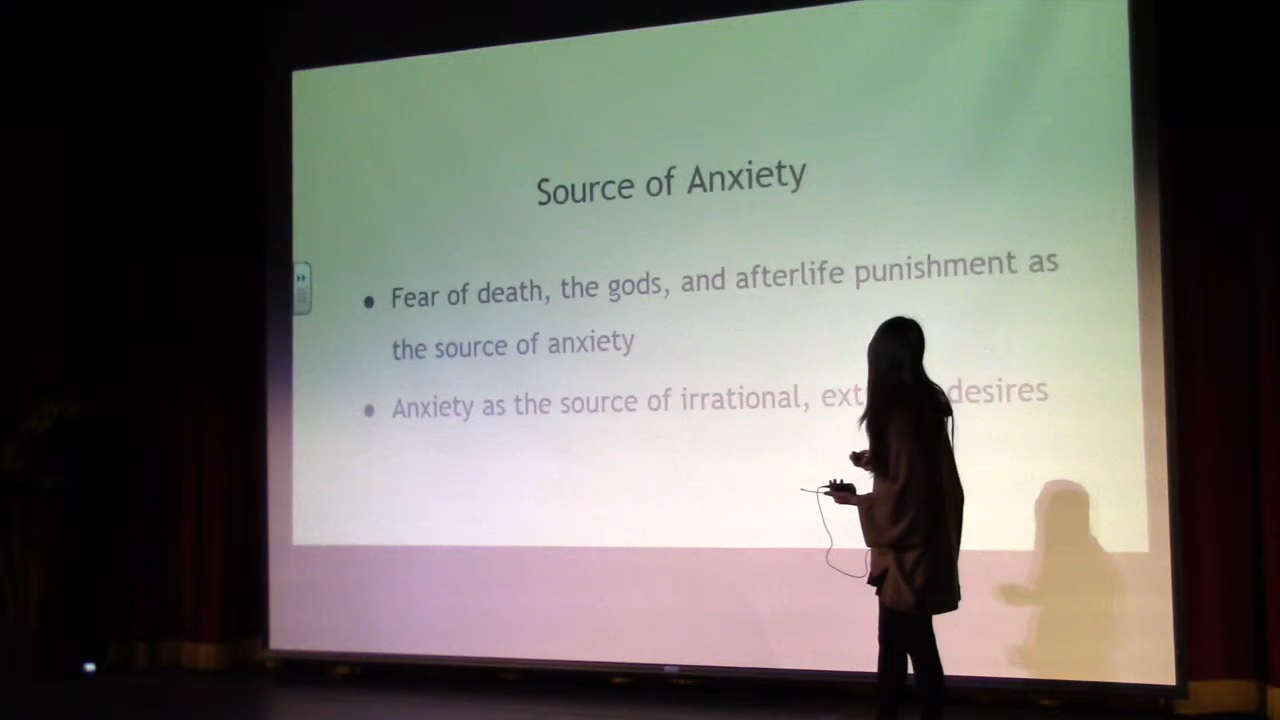 Source of Anxiety
• Fear of death, the gods, and afterlife punishment as
the source of anxiety
• Anxiety as the source of irrational, desires